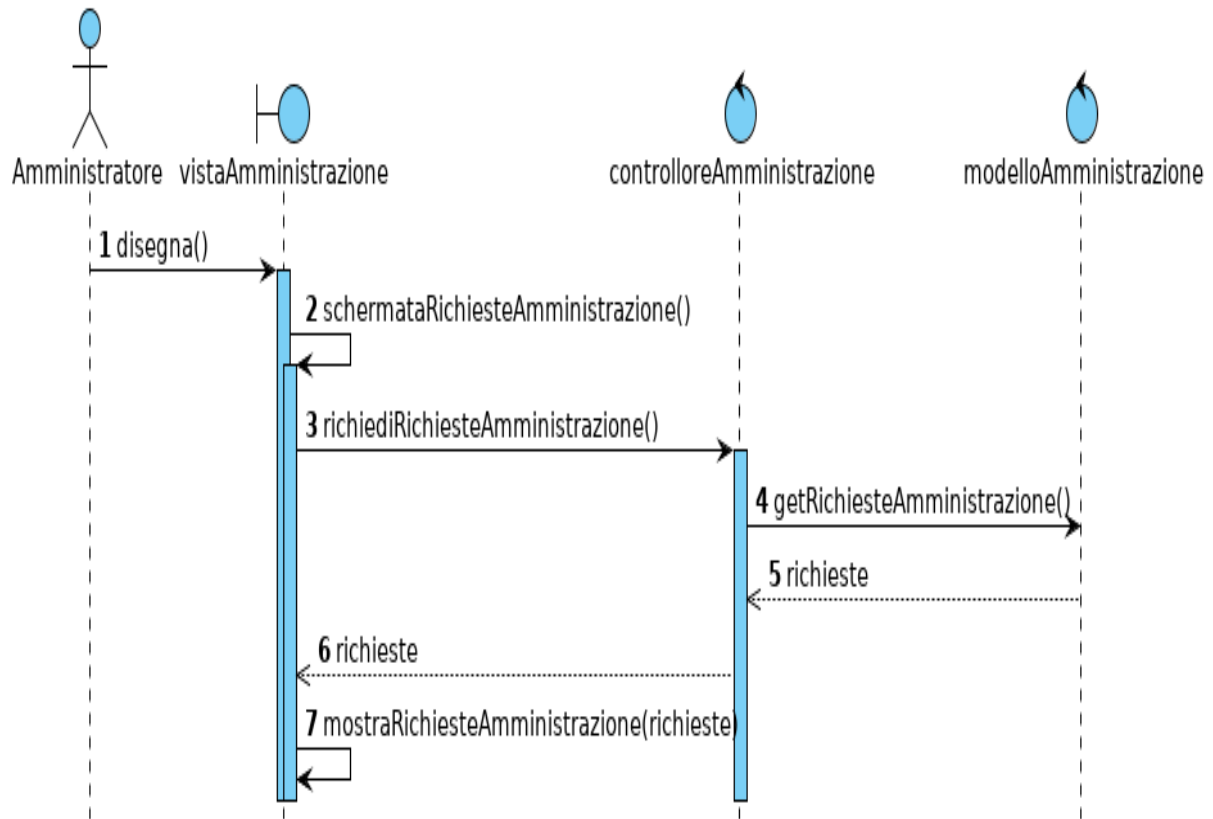 Amministratore vistaAmministrazione controlloreAmministrazione modelloAmministrazione
1 disegna()
2 schermataRichiesteAmministrazione()
3 richiediRichiesteAmministrazione()
4 getRichiesteAmministrazione()
5 richieste
6 richieste
7 mostraRichiesteAmministrazione(richieste)